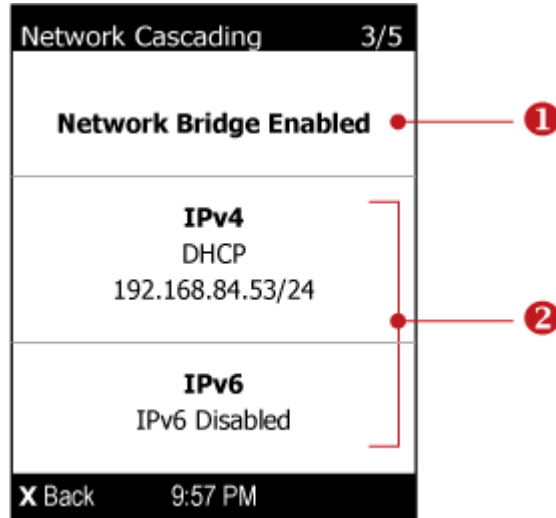 Network Cascading 3/5
Network Bridge Enabled
1
IPv4
DHCP
192.168.84.53/24
2
IPv6
IPv6 Disabled
X Back 9:57 PM